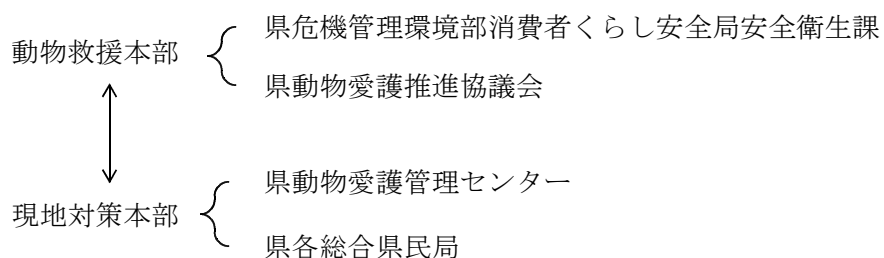 動物救援本部
県危機管理環境部消費者くらし安全局安全衛生課
県動物愛護推進協議会
現地対策本部
県動物愛護管理センター
県各総合県民局